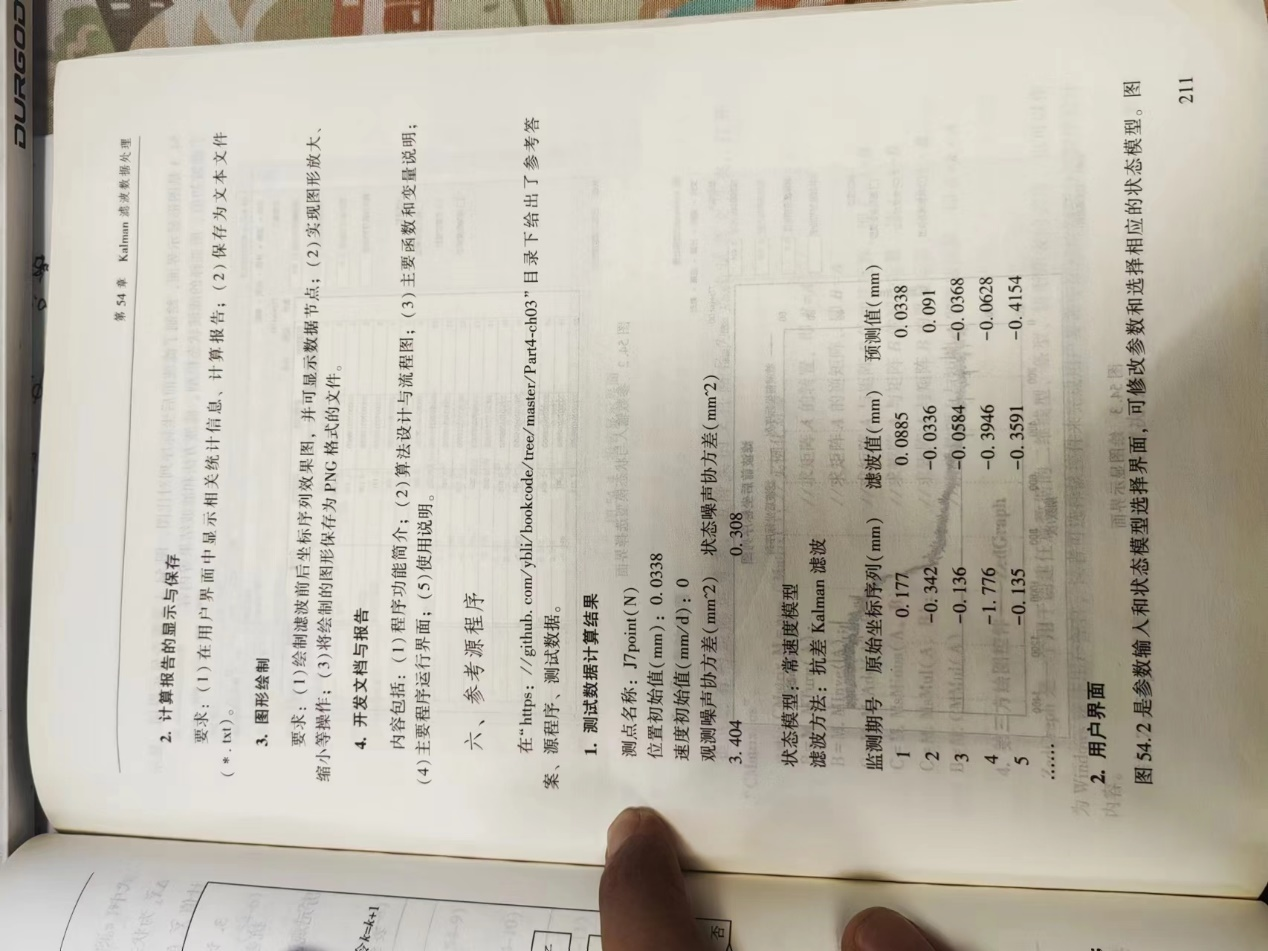 DURGOD
第 54 章 Kalman 滤波数据处理
2. 计算报告的显示与保存
要求：(1)在用户界面中显示相关统计信息、计算报告；(2)保存为文本文件
(*.txt)。
3. 图形绘制
要求：(1)绘制滤波前后坐标序列效果图，并可显示数据节点；(2)实现图形放大、
缩小等操作；(3)将绘制的图形保存为 PNG 格式的文件。
4. 开发文档与报告
内容包括：(1)程序功能简介；(2)算法设计与流程图；(3)主要函数和变量说明；
(4)主要程序运行界面；(5)使用说明。
六、参考源程序
在“https：//github.com/ybli/bookcode/tree/master/Part4-ch03”目录下给出了参考答
案、源程序、测试数据。
1. 测试数据计算结果
测点名称：J7point(N)
位置初始值(mm)：0.0338
速度初始值(mm/d)：0
观测噪声协方差(mm^2) 状态噪声协方差(mm^2)
3.404 0.308
状态模型：常速度模型
滤波方法：抗差 Kalman 滤波
监测期号 原始坐标序列(mm) 滤波值(mm) 预测值(mm)
1 0.177 0.0885 0.0338
2 -0.342 -0.0336 0.091
3 -0.136 -0.0584 -0.0368
4 -1.776 -0.3946 -0.0628
5 -0.135 -0.3591 -0.4154
……
2. 用户界面
图 54.2 是参数输入和状态模型选择界面，可修改参数和选择相应的状态模型。图
211
令k=k+1
否